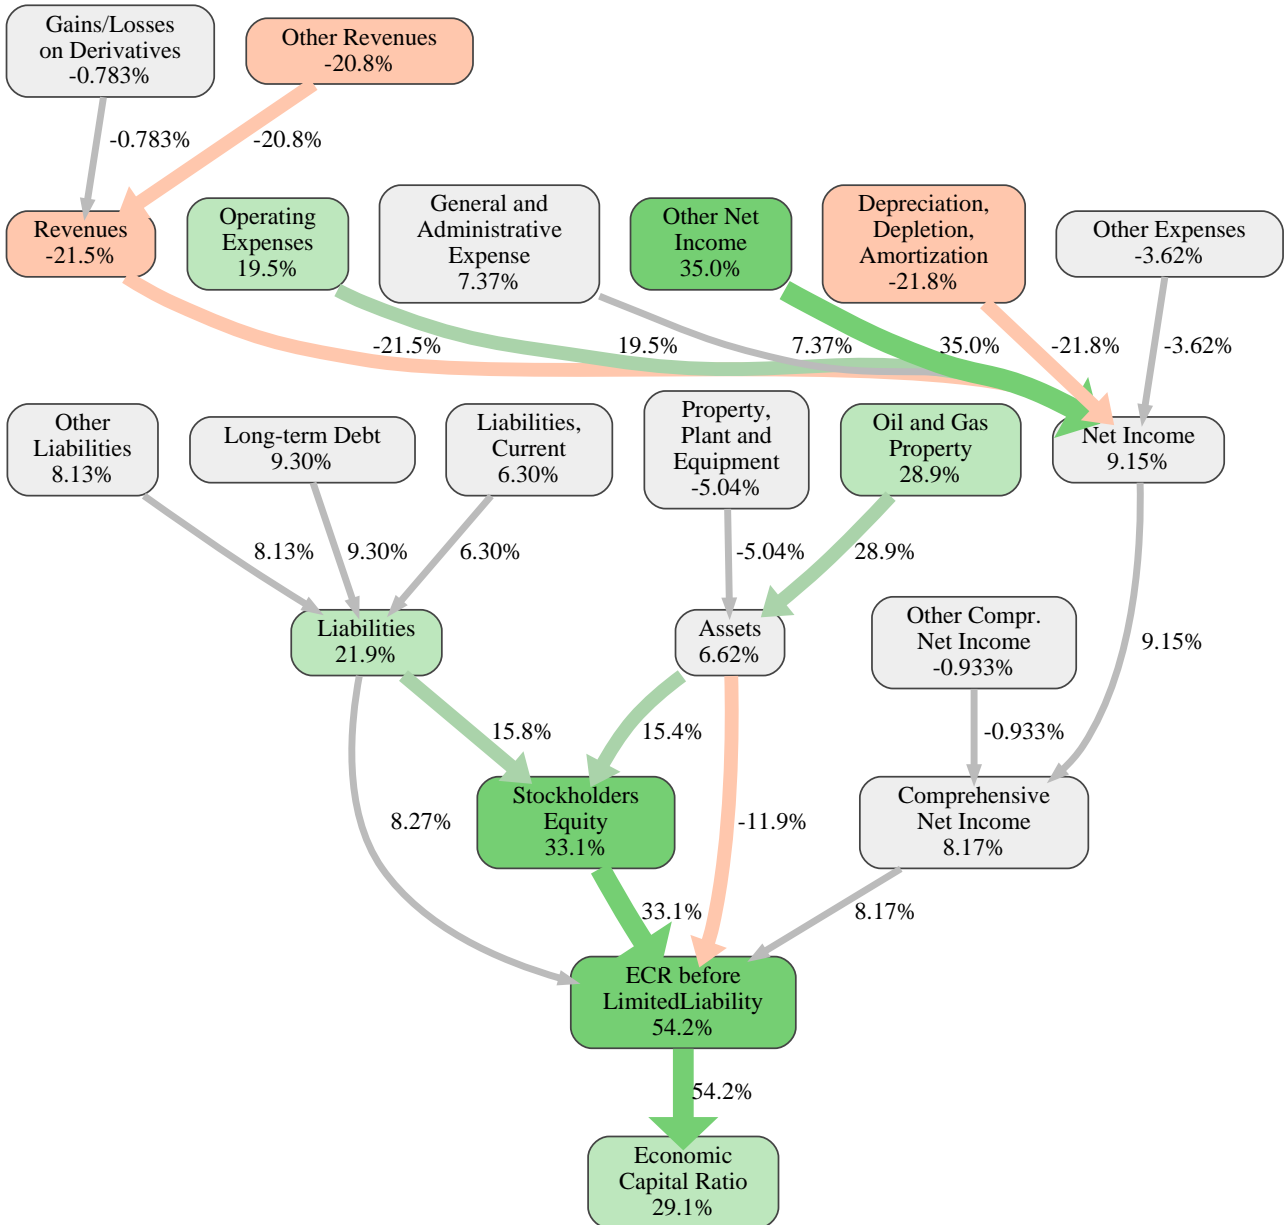 Gains/Losses
on Derivatives
-0.783%
Other Revenues
-20.8%
-0.783%
-20.8%
Revenues
-21.5%
Operating
Expenses
19.5%
General and
Administrative
Expense
7.37%
Other Net
Income
35.0%
Depreciation,
Depletion,
Amortization
-21.8%
Other Expenses
-3.62%
-21.5%
19.5%
7.37%
35.0%
-21.8%
-3.62%
Other
Liabilities
8.13%
Long-term Debt
9.30%
Liabilities,
Current
6.30%
Property,
Plant and
Equipment
-5.04%
Oil and Gas
Property
28.9%
Net Income
9.15%
8.13%
9.30%
6.30%
-5.04%
28.9%
Liabilities
21.9%
Assets
6.62%
Other Compr.
Net Income
-0.933%
9.15%
15.8%
15.4%
-0.933%
Stockholders
Equity
33.1%
Comprehensive
Net Income
8.17%
8.27%
-11.9%
33.1%
8.17%
ECR before
LimitedLiability
54.2%
54.2%
Economic
Capital Ratio
29.1%